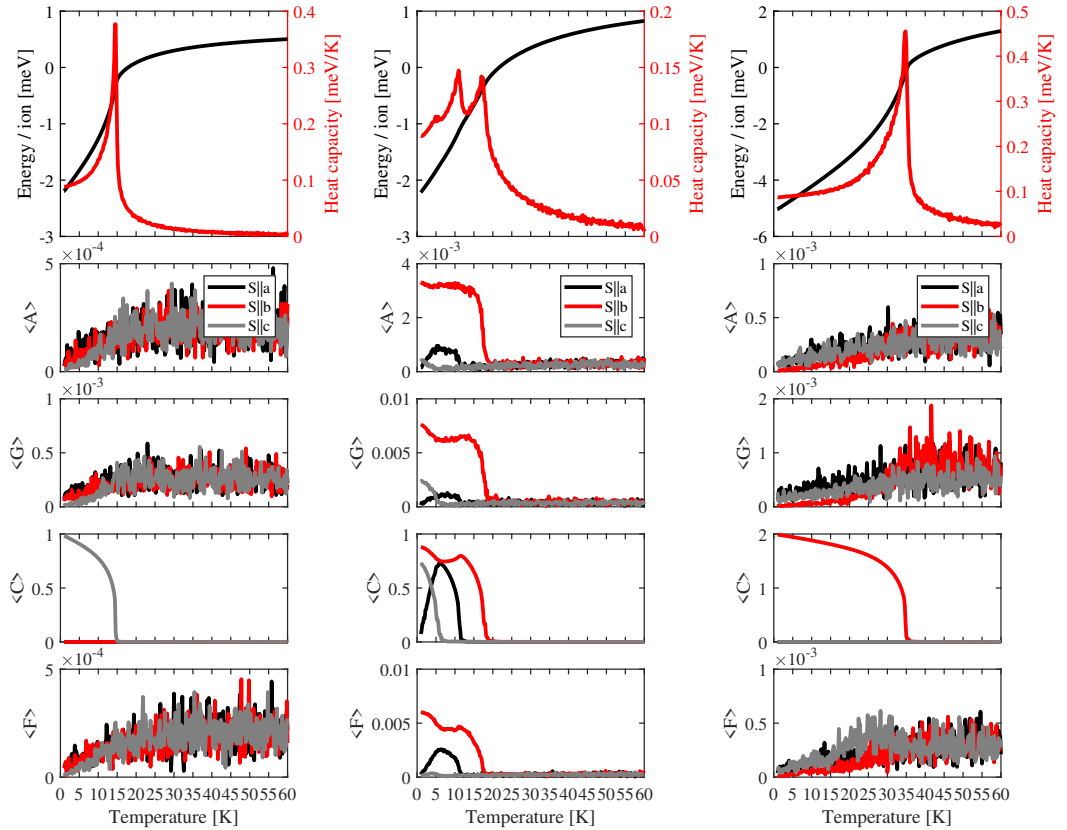 Energy / ion [meV]
2
1
0
-1
-2
-3
0.4
0.3
0.2
0.1
0
Heat capacity [meV/K]
Energy / ion [meV]
1
0
-1
-2
-3
0.2
0.15
0.1
0.05
0
Heat capacity [meV/K]
Energy / ion [meV]
2
0
-2
-4
-6
0.5
0.4
0.3
0.2
0.1
0
Heat capacity [meV/K]
×10-4
<A>
5
0
S||a
S||b
S||c
×10-3
<A>
4
2
0
S||a
S||b
S||c
×10-3
<A>
1
0.5
0
S||a
S||b
S||c
×10-3
<G>
1
0.5
0
<G>
0.01
0.005
0
×10-3
<G>
2
1
0
<C>
1
0.5
0
<C>
1
0.5
0
<C>
2
1
0
×10-4
<F>
5
0
0 5 10 15 20 25 30 35 40 45 50 55 60
Temperature [K]
<F>
0.01
0.005
0
0 5 10 15 20 25 30 35 40 45 50 55 60
Temperature [K]
×10-3
<F>
1
0.5
0
0 5 10 15 20 25 30 35 40 45 50 55 60
Temperature [K]